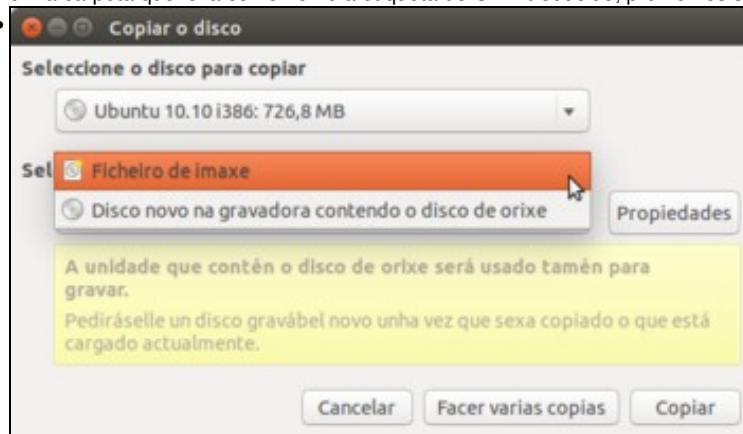 Copiar o disco
Seleccione o disco para copiar
Ubuntu 10.10 i386: 726,8 MB
Sel
Ficheiro de imaxe
Disco novo na gravadora contendo o disco de orixe
Propiedades
A unidade que contén o disco de orixe será usado tamén para
gravar.
Pediráselle un disco gravábel novo unha vez que sexa copiado o que está
cargado actualmente.
Cancelar Facer varias copias Copiar